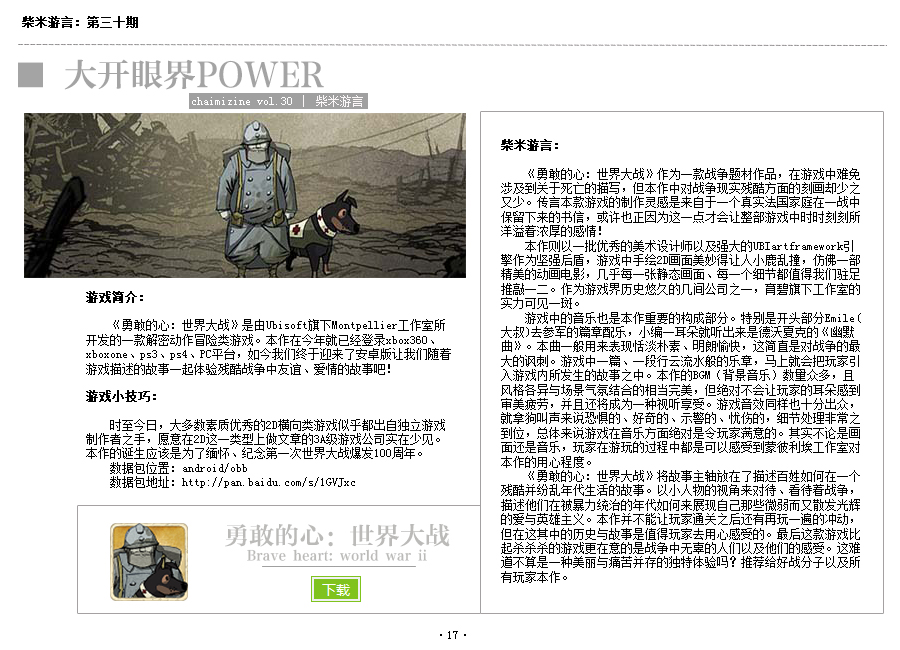 柴米游言：第三十期
大开眼界POWER
chaimizine vol.30 | 柴米游言
游戏简介：
《勇敢的心：世界大战》是由Ubisoft旗下Montpellier工作室所
开发的一款解密动作冒险类游戏。本作在今年就已经登录xbox360、
xboxone、ps3、ps4、PC平台，如今我们终于迎来了安卓版让我们随着
游戏描述的故事一起体验残酷战争中友谊、爱情的故事吧！
游戏小技巧：
时至今日，大多数素质优秀的2D横向类游戏似乎都出自独立游戏
制作者之手，愿意在2D这一类型上做文章的3A级游戏公司实在少见。
本作的诞生应该是为了缅怀、纪念第一次世界大战爆发100周年。
数据包位置：android/obb
数据包地址：http://pan.baidu.com/s/1GVJxc
勇敢的心：世界大战
Brave heart: world war ii
下载
柴米游言：
《勇敢的心：世界大战》作为一款战争题材作品，在游戏中难免
涉及到关于死亡的描写，但本作中对战争现实残酷方面的刻画却少之
又少。传言本款游戏的制作灵感是来自于一个真实法国家庭在一战中
保留下来的书信，或许也正因为这一点才会让整部游戏中时时刻刻所
洋溢着浓厚的感情！
本作则以一批优秀的美术设计师以及强大的UBIartframework引
擎作为坚强后盾，游戏中手绘2D画面美妙得让人小鹿乱撞，仿佛一部
精美的动画电影，几乎每一张静态画面、每一个细节都值得我们驻足
推敲一二。作为游戏界历史悠久的几间公司之一，育碧旗下工作室的
实力可见一斑。
游戏中的音乐也是本作重要的构成部分。特别是开头部分Emile(
大叔)去参军的篇章配乐，小编一耳朵就听出来是德沃夏克的《幽默
曲》。本曲一般用来表现恬淡朴素、明朗愉快，这简直是对战争的最
大的讽刺。游戏中一篇、一段行云流水般的乐章，马上就会把玩家引
入游戏内所发生的故事之中。本作的BGM（背景音乐）数量众多，且
风格各异与场景气氛结合的相当完美，但绝对不会让玩家的耳朵感到
审美疲劳，并且还将成为一种视听享受。游戏音效同样也十分出众，
就拿狗叫声来说恐惧的、好奇的、示警的、忧伤的，细节处理非常之
到位，总体来说游戏在音乐方面绝对是令玩家满意的。其实不论是画
面还是音乐，玩家在游玩的过程中都是可以感受到蒙彼利埃工作室对
本作的用心程度。
《勇敢的心：世界大战》将故事主轴放在了描述百姓如何在一个
残酷并纷乱年代生活的故事。以小人物的视角来对待、看待着战争，
描述他们在被暴力统治的年代如何来展现自己那些微弱而又散发光辉
的爱与英雄主义。本作并不能让玩家通关之后还有再玩一遍的冲动，
但在这其中的历史与故事是值得玩家去用心感受的。最后这款游戏比
起杀杀杀的游戏更在意的是战争中无辜的人们以及他们的感受。这难
道不算是一种美丽与痛苦并存的独特体验吗？推荐给好战分子以及所
有玩家本作。
·17·